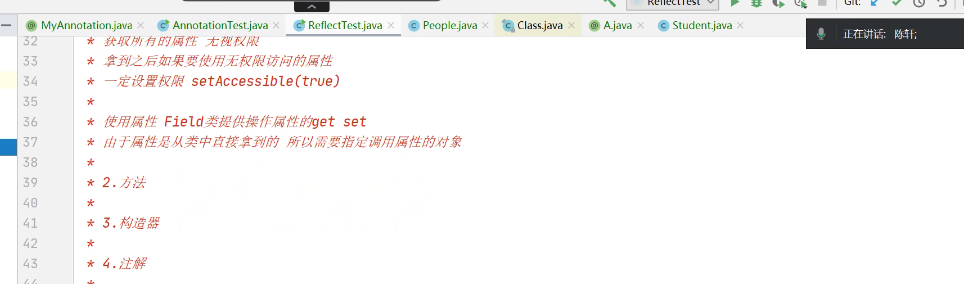 ReflectTest
Git:
MyAnnotation.java
AnnotationTest.java
ReflectTest.java
People.java
Class.java
A.java
Student.java
正在讲话: 陈轩;
32 * 获取所有的属性 无视权限
33 * 拿到之后如果要使用无权限访问的属性
34 * 一定设置权限 setAccessible(true)
35 *
36 * 使用属性 Field类提供操作属性的get set
37 * 由于属性是从类中直接拿到的 所以需要指定调用属性的对象
38 *
39 * 2.方法
40 *
41 * 3.构造器
42 *
43 * 4.注解
44 *